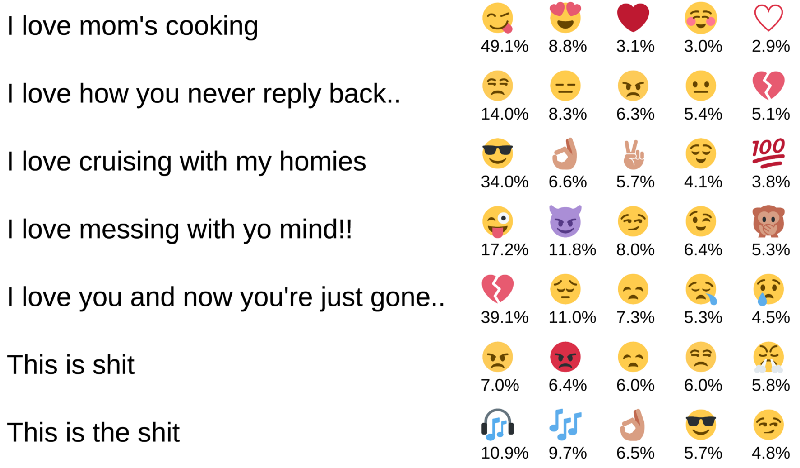 I love mom's cooking
49.1% 8.8% 3.1% 3.0% 2.9%
I love how you never reply back..
14.0% 8.3% 6.3% 5.4% 5.1%
I love cruising with my homies
100
34.0% 6.6% 5.7% 4.1% 3.8%
I love messing with yo mind!!
17.2% 11.8% 8.0% 6.4% 5.3%
I love you and now you're just gone..
39.1% 11.0% 7.3% 5.3% 4.5%
This is shit
7.0% 6.4% 6.0% 6.0% 5.8%
This is the shit
10.9% 9.7% 6.5% 5.7% 4.8%